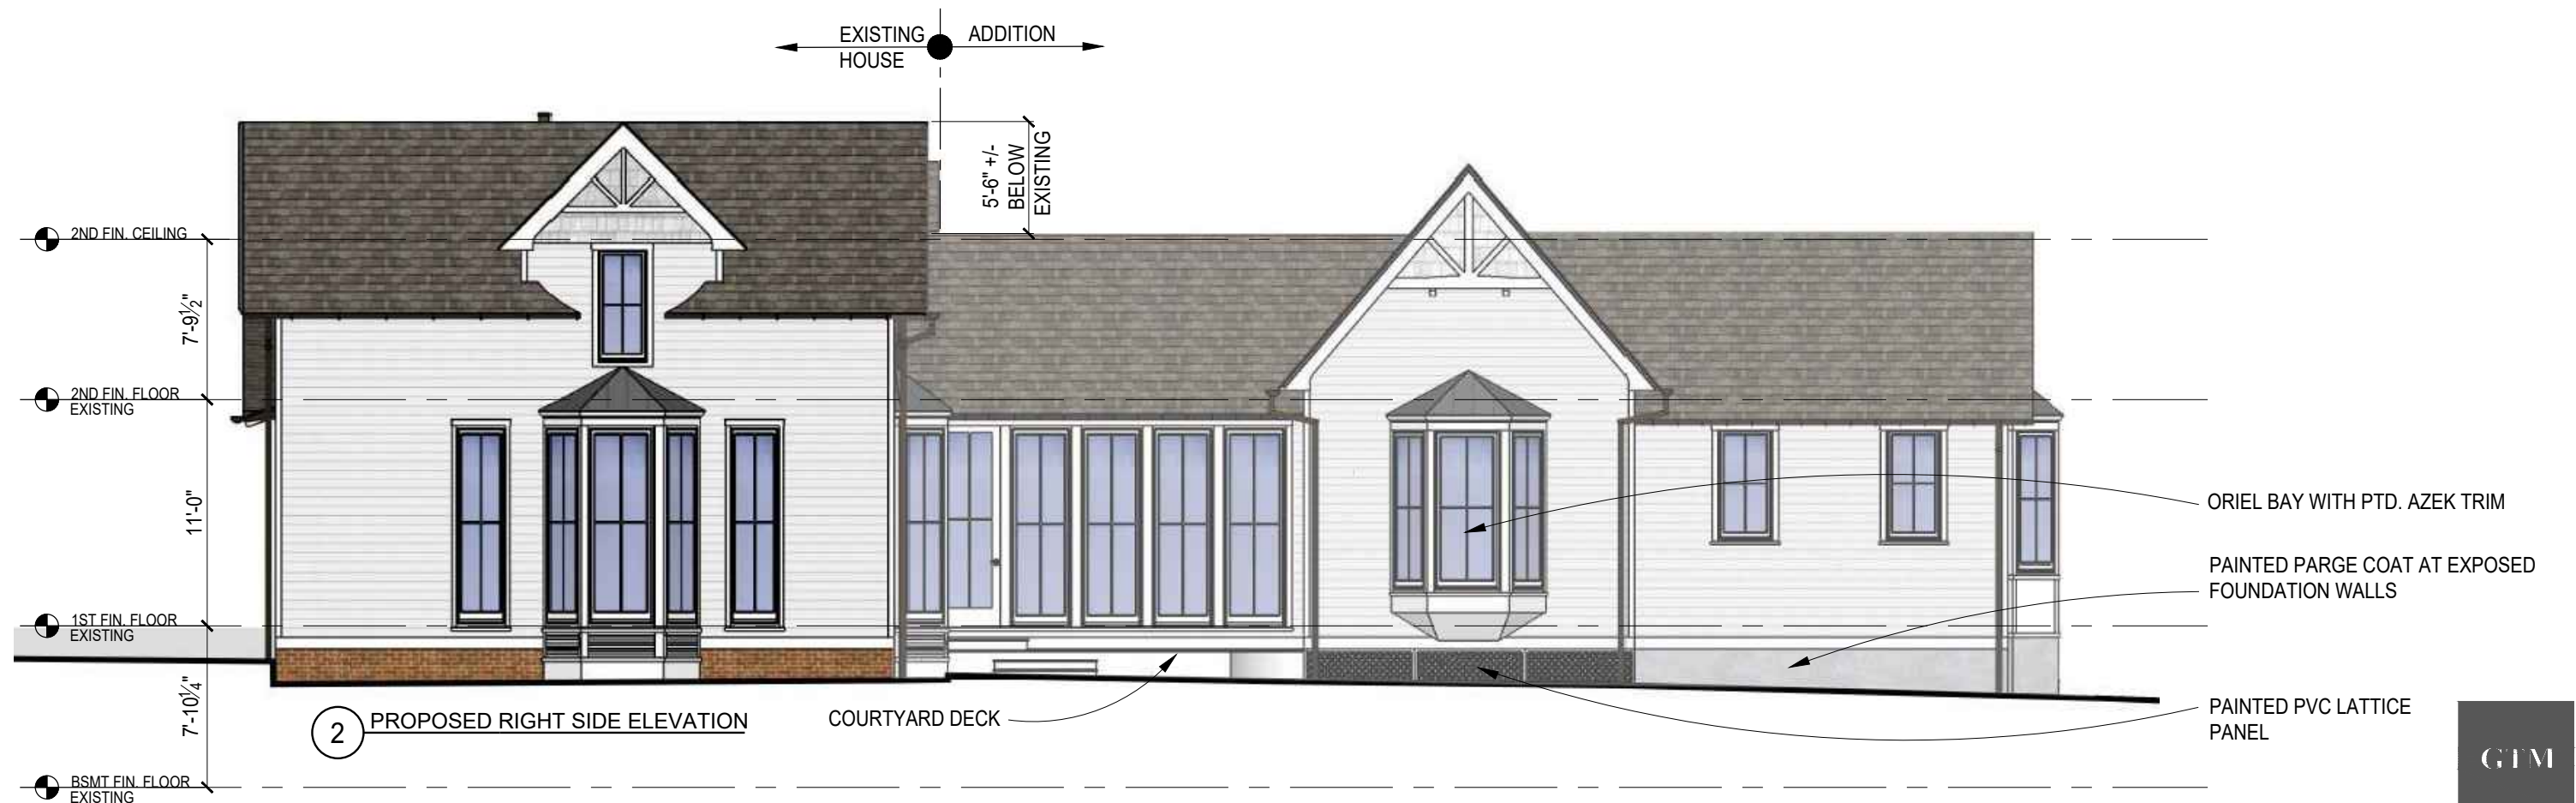 EXISTING
HOUSE
ADDITION
5'-6" +/-
BELOW
EXISTING
2ND FIN. CEILING
7'-9½"
2ND FIN. FLOOR
EXISTING
11'-0"
1ST FIN. FLOOR
EXISTING
7'-10¼"
BSMT FIN. FLOOR
EXISTING
ORIEL BAY WITH PTD. AZEK TRIM
PAINTED PARGE COAT AT EXPOSED
FOUNDATION WALLS
PAINTED PVC LATTICE
PANEL
COURTYARD DECK
2 PROPOSED RIGHT SIDE ELEVATION
GTM